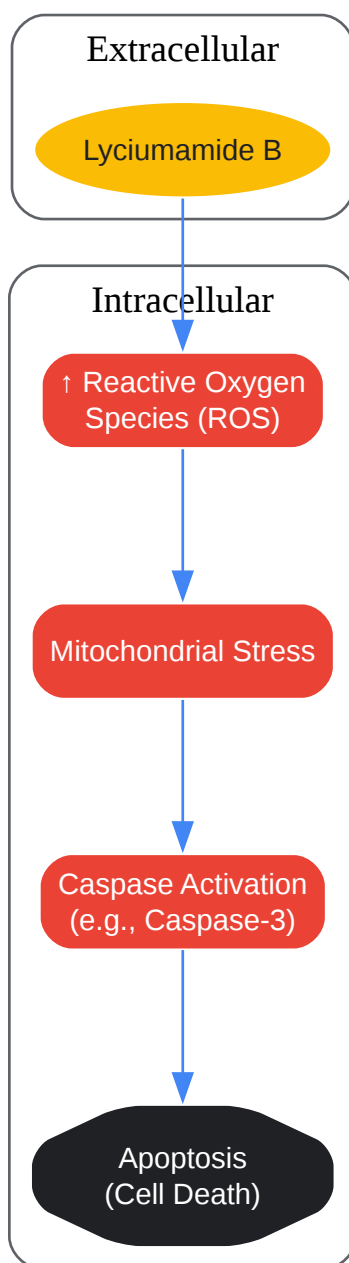 Extracellular
Lyciumamide B
Intracellular
↑ Reactive Oxygen
Species (ROS)
Mitochondrial Stress
Caspase Activation
(e.g., Caspase-3)
Apoptosis
(Cell Death)